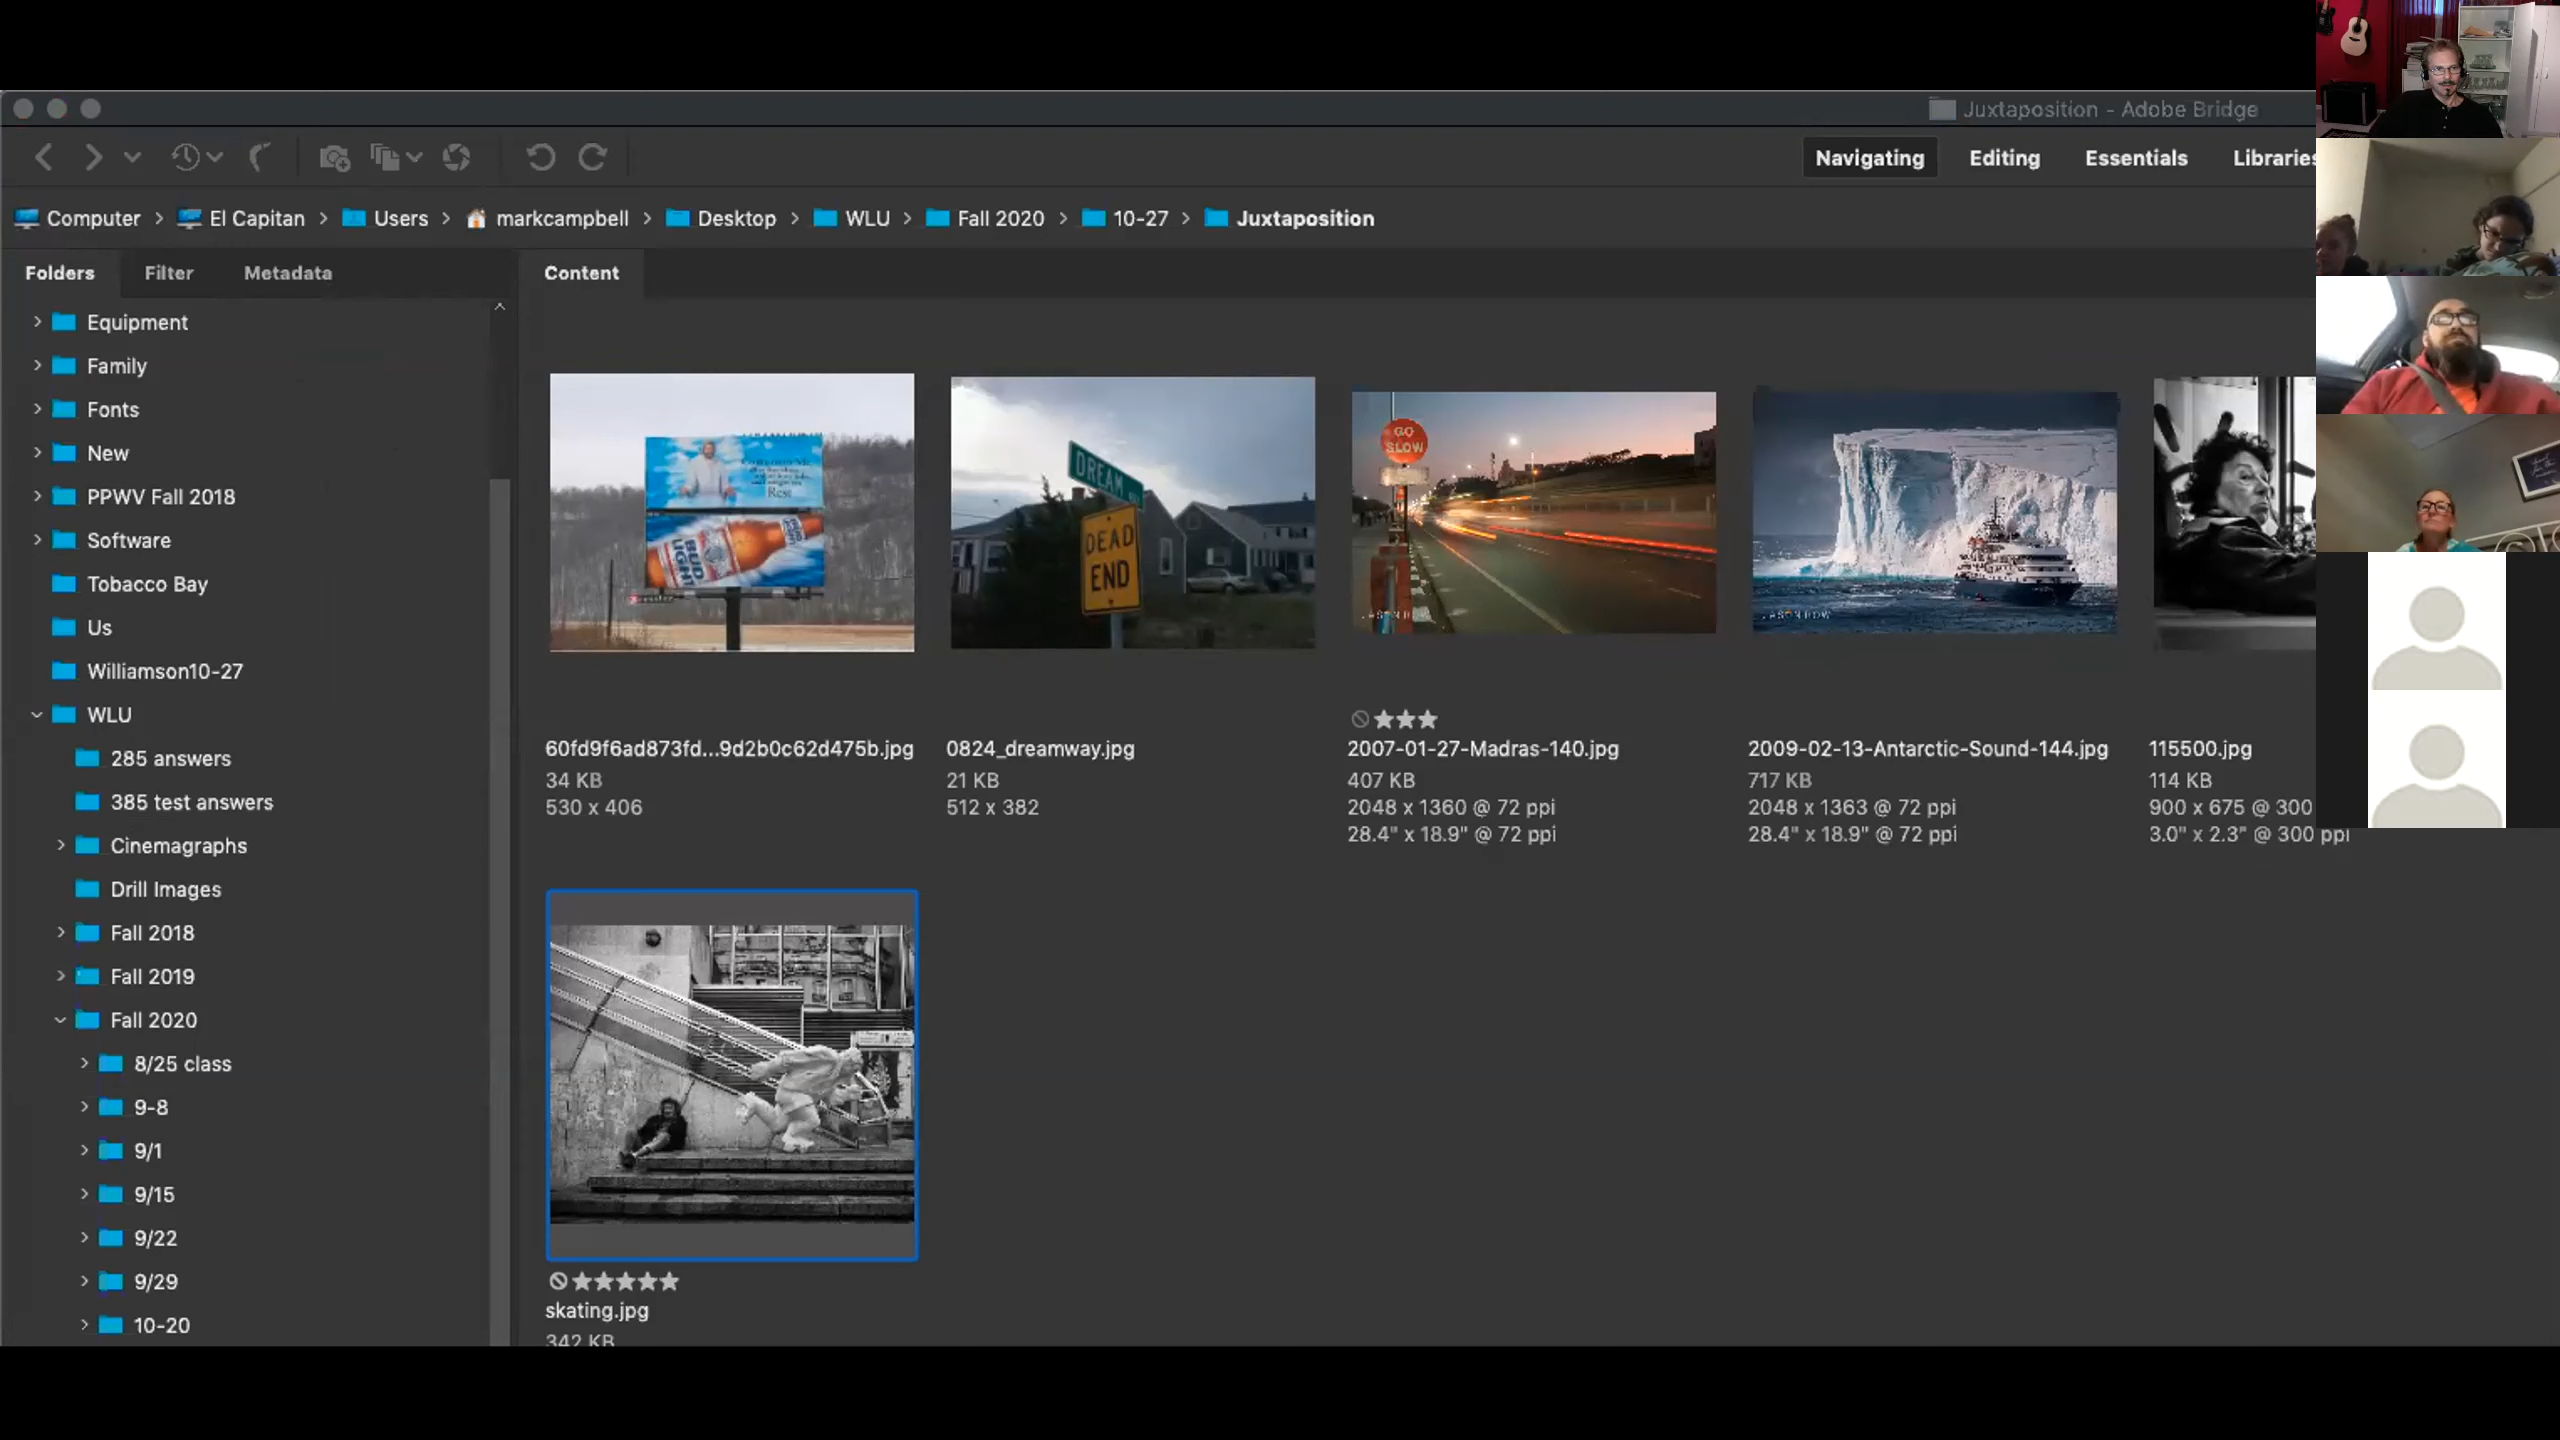 Juxtaposition - Adobe Bridge
Navigating Editing Essentials Libraries
Computer > El Capitan > Users > markcampbell > Desktop > WLU > Fall 2020 > 10-27 > Juxtaposition
Folders Filter Metadata
Content
Equipment
Family
Fonts
New
PPWV Fall 2018
Software
Tobacco Bay
Us
Williamson10-27
WLU
285 answers
385 test answers
Cinemagraphs
Drill Images
Fall 2018
Fall 2019
Fall 2020
8/25 class
9-8
9/1
9/15
9/22
9/29
10-20
Rest
BUD LIGHT
DREAM
DEAD
END
GO
SLOW
60fd9f6ad873fd...9d2b0c62d475b.jpg
34 KB
530 x 406
0824_dreamway.jpg
21 KB
512 x 382
2007-01-27-Madras-140.jpg
407 KB
2048 x 1360 @ 72 ppi
28.4" x 18.9" @ 72 ppi
2009-02-13-Antarctic-Sound-144.jpg
717 KB
2048 x 1363 @ 72 ppi
28.4" x 18.9" @ 72 ppi
115500.jpg
114 KB
900 x 675 @ 300
3.0" x 2.3" @ 300 ppi
skating.jpg
342 KB